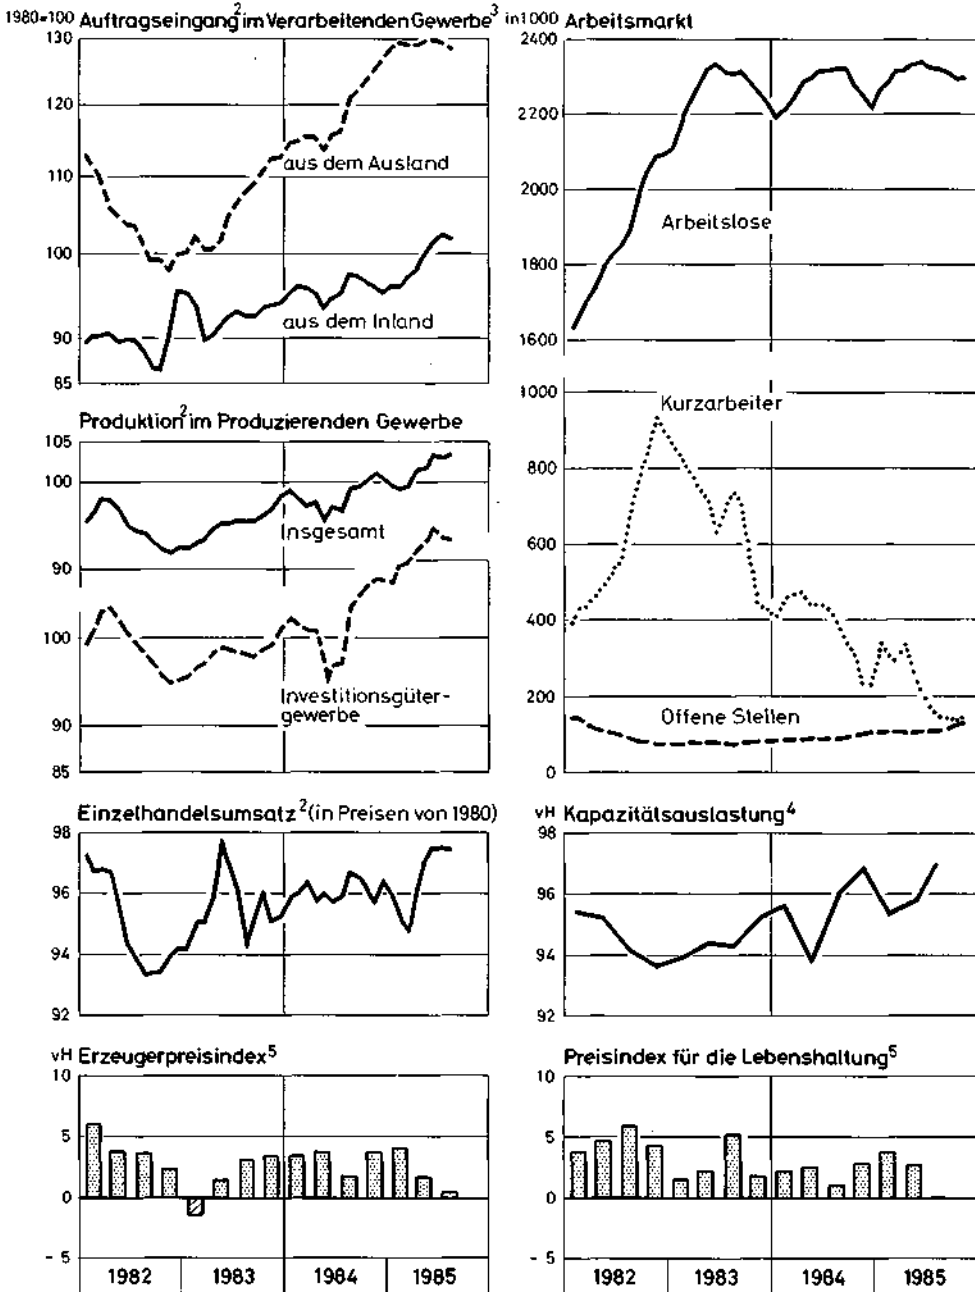 1980=100 Auftragseingang² im Verarbeitenden Gewerbe³
130
120
110
100
90
85
aus dem Ausland
aus dem Inland
in 1000 Arbeitsmarkt
2400
2200
2000
1800
1600
1000
800
600
400
200
0
Arbeitslose
Kurzarbeiter
Offene Stellen
Produktion² im Produzierenden Gewerbe
105
100
90
100
90
85
Insgesamt
Investitionsgüter-
gewerbe
Einzelhandelsumsatz² (in Preisen von 1980)
98
96
94
92
vH Kapazitätsauslastung⁴
98
96
94
92
vH Erzeugerpreisindex⁵
10
5
0
- 5
1982 1983 1984 1985
Preisindex für die Lebenshaltung⁵
10
5
0
- 5
1982 1983 1984 1985